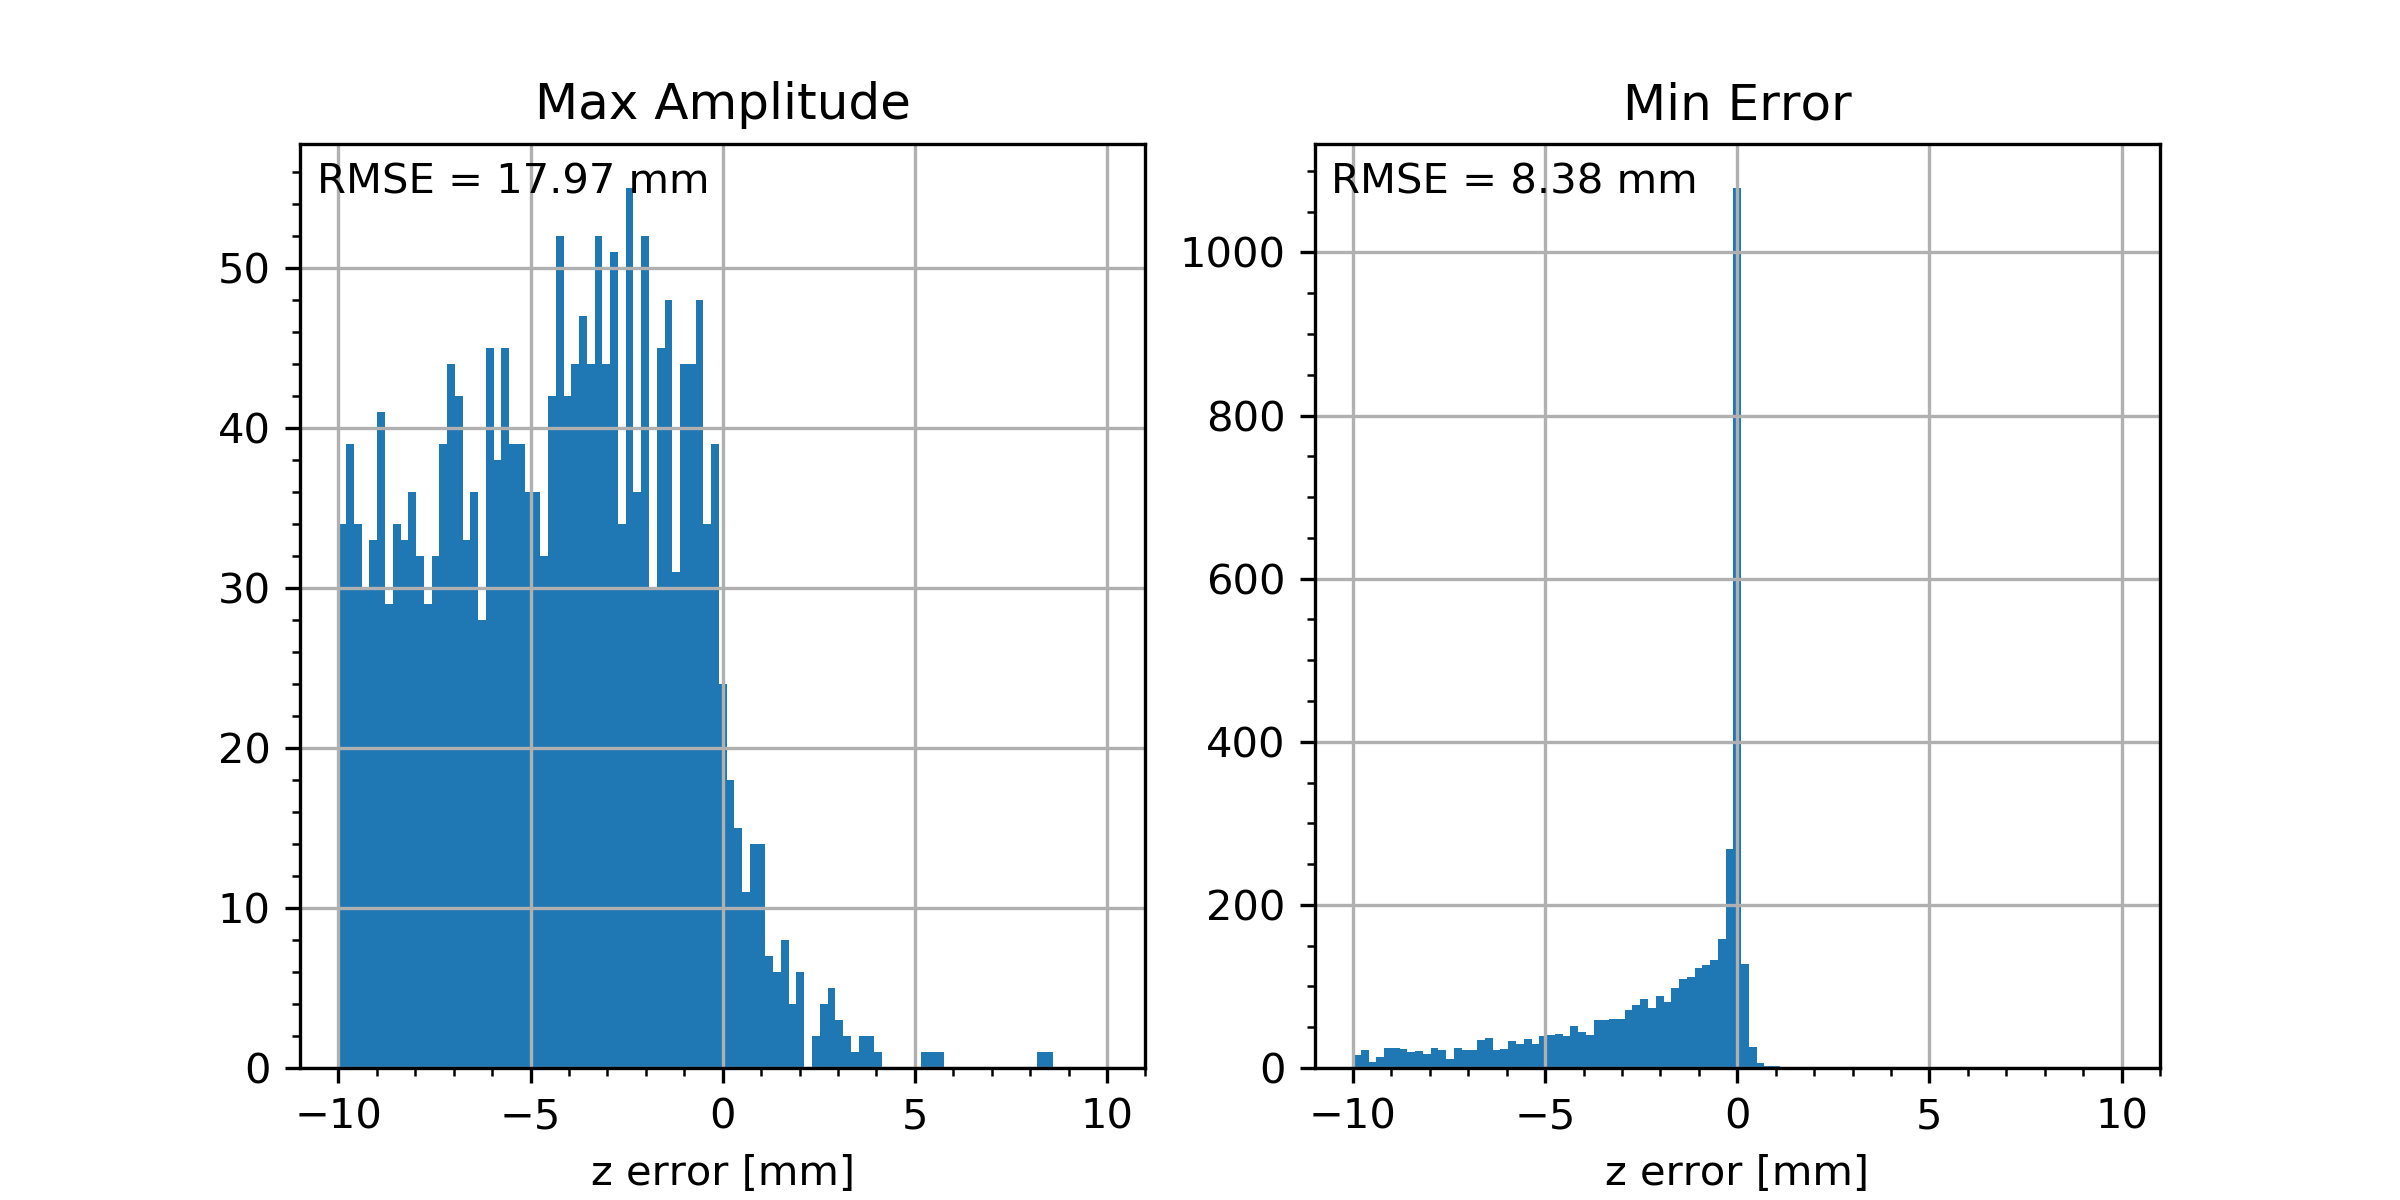 Max Amplitude
RMSE = 17.97 mm
50
40
30
20
10
0
−10 −5 0 5 10
z error [mm]
Min Error
RMSE = 8.38 mm
1000
800
600
400
200
0
−10 −5 0 5 10
z error [mm]